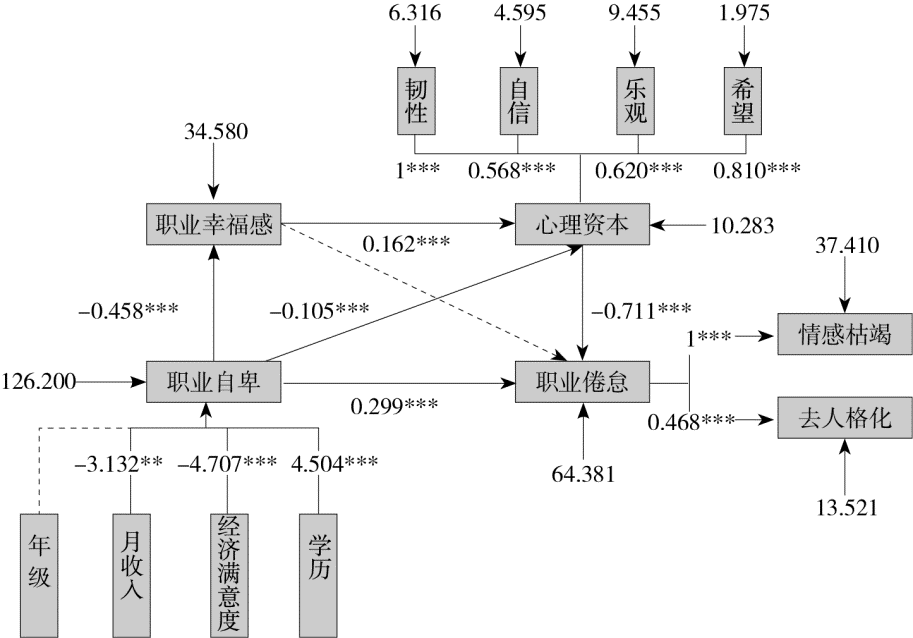 6.316
4.595
9.455
1.975
韧性
自信
乐观
希望
34.580
1***
0.568***
0.620***
0.810***
职业幸福感
心理资本
10.283
0.162***
37.410
−0.458***
−0.105***
−0.711***
1***
情感枯竭
126.200
职业自卑
职业倦怠
0.299***
0.468***
去人格化
−3.132**
−4.707***
4.504***
64.381
13.521
年级
月收入
经济满意度
学历